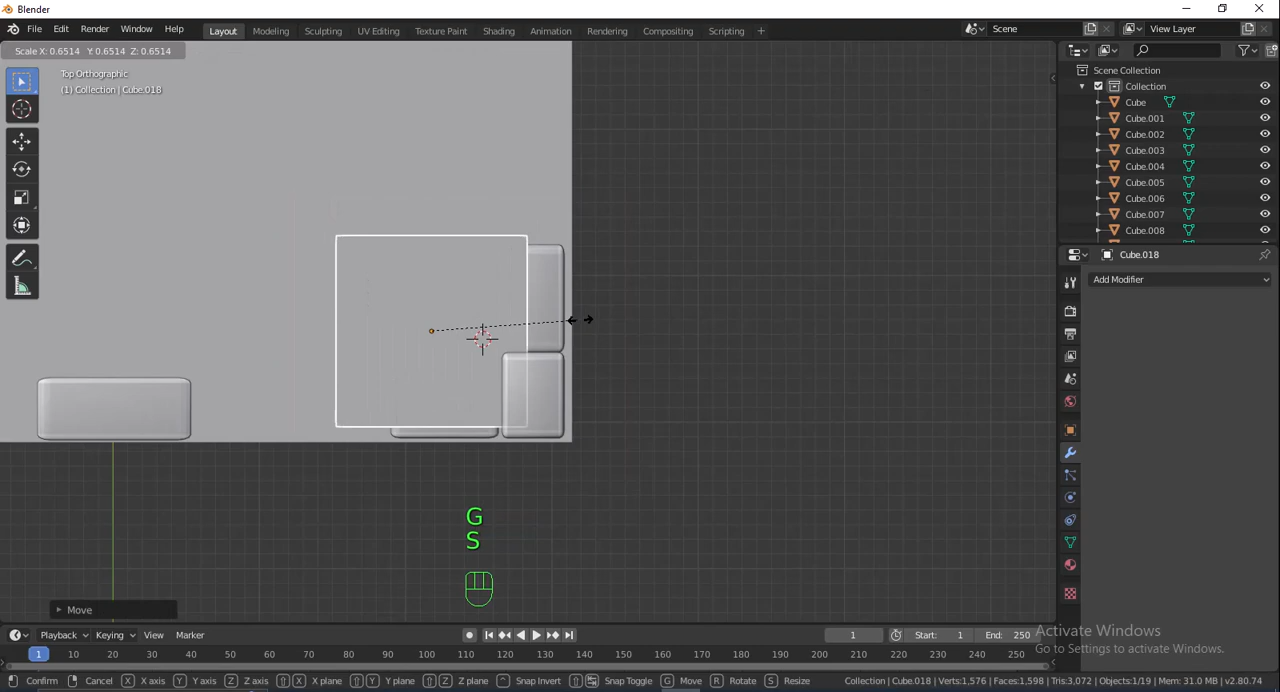 Blender
File Edit Render Window Help
Layout Modeling Sculpting UV Editing Texture Paint Shading Animation Rendering Compositing Scripting +
Scene
View Layer
Scale X: 0.6514 Y: 0.6514 Z: 0.6514
Top Orthographic
(1) Collection | Cube.018
Scene Collection
Collection
Cube
Cube.001
Cube.002
Cube.003
Cube.004
Cube.005
Cube.006
Cube.007
Cube.008
Cube.018
Add Modifier
G
S
Move
Playback Keying View Marker
1 Start: 1 End: 250
1 10 20 30 40 50 60 70 80 90 100 110 120 130 140 150 160 170 180 190 200 210 220 230 240 250
Activate Windows
Go to Settings to activate Windows.
Confirm Cancel X X axis Y Y axis Z Z axis X X plane Y Y plane Z Z plane Snap Invert Snap Toggle G Move R Rotate S Resize Collection | Cube.018 | Verts:1,576 | Faces:1,598 | Tris:3,072 | Objects:1/19 | Mem: 31.0 MB | v2.80.74